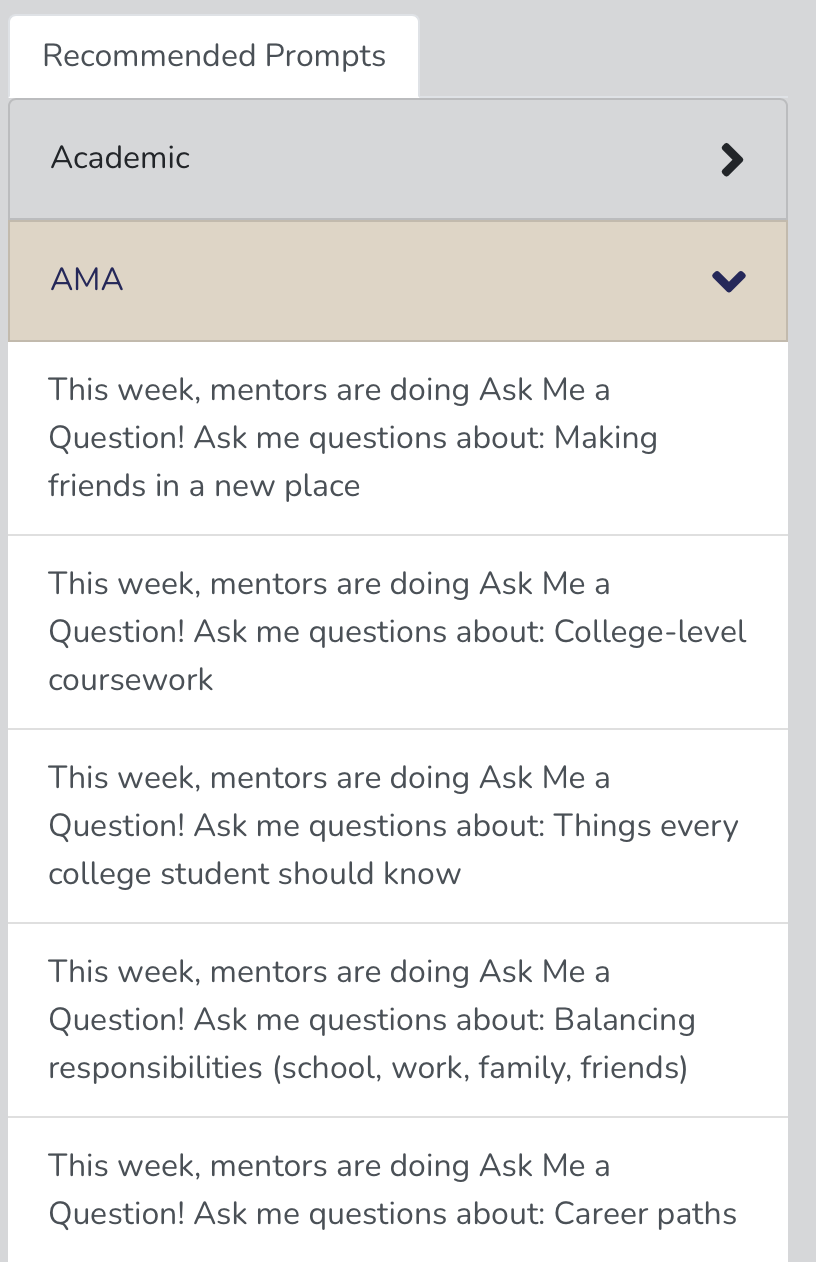 Recommended Prompts
Academic
AMA
This week, mentors are doing Ask Me a
Question! Ask me questions about: Making
friends in a new place
This week, mentors are doing Ask Me a
Question! Ask me questions about: College-level
coursework
This week, mentors are doing Ask Me a
Question! Ask me questions about: Things every
college student should know
This week, mentors are doing Ask Me a
Question! Ask me questions about: Balancing
responsibilities (school, work, family, friends)
This week, mentors are doing Ask Me a
Question! Ask me questions about: Career paths